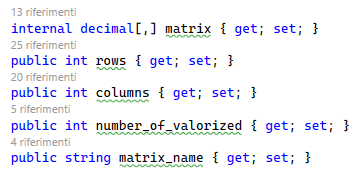 13 riferimenti
internal decimal[,] matrix { get; set; }
25 riferimenti
public int rows { get; set; }
20 riferimenti
public int columns { get; set; }
5 riferimenti
public int number_of_valorized { get; set; }
4 riferimenti
public string matrix_name { get; set; }